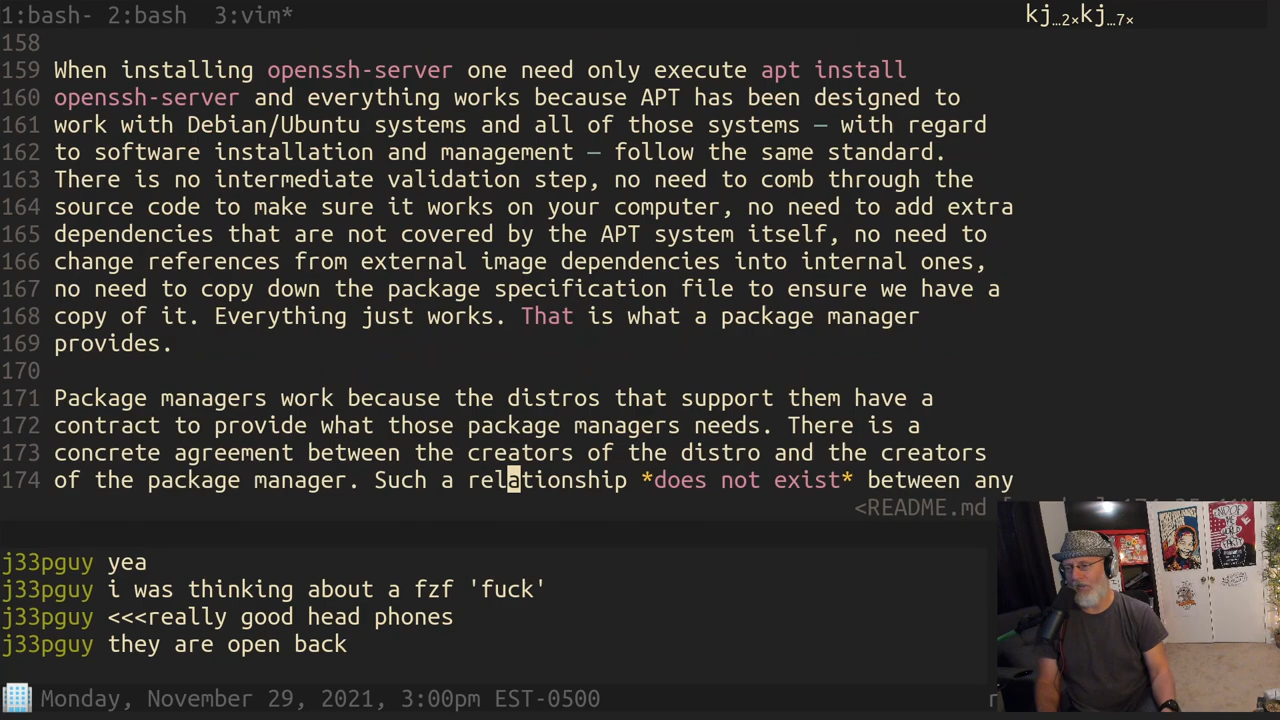 1:bash- 2:bash  3:vim*
kj…2×kj…7×
158
159 When installing openssh-server one need only execute apt install
160 openssh-server and everything works because APT has been designed to
161 work with Debian/Ubuntu systems and all of those systems — with regard
162 to software installation and management — follow the same standard.
163 There is no intermediate validation step, no need to comb through the
164 source code to make sure it works on your computer, no need to add extra
165 dependencies that are not covered by the APT system itself, no need to
166 change references from external image dependencies into internal ones,
167 no need to copy down the package specification file to ensure we have a
168 copy of it. Everything just works. That is what a package manager
169 provides.
170
171 Package managers work because the distros that support them have a
172 contract to provide what those package managers needs. There is a
173 concrete agreement between the creators of the distro and the creators
174 of the package manager. Such a relationship *does not exist* between any
<README.md
j33pguy yea
j33pguy i was thinking about a fzf 'fuck'
j33pguy <<<really good head phones
j33pguy they are open back
Monday, November 29, 2021, 3:00pm EST-0500